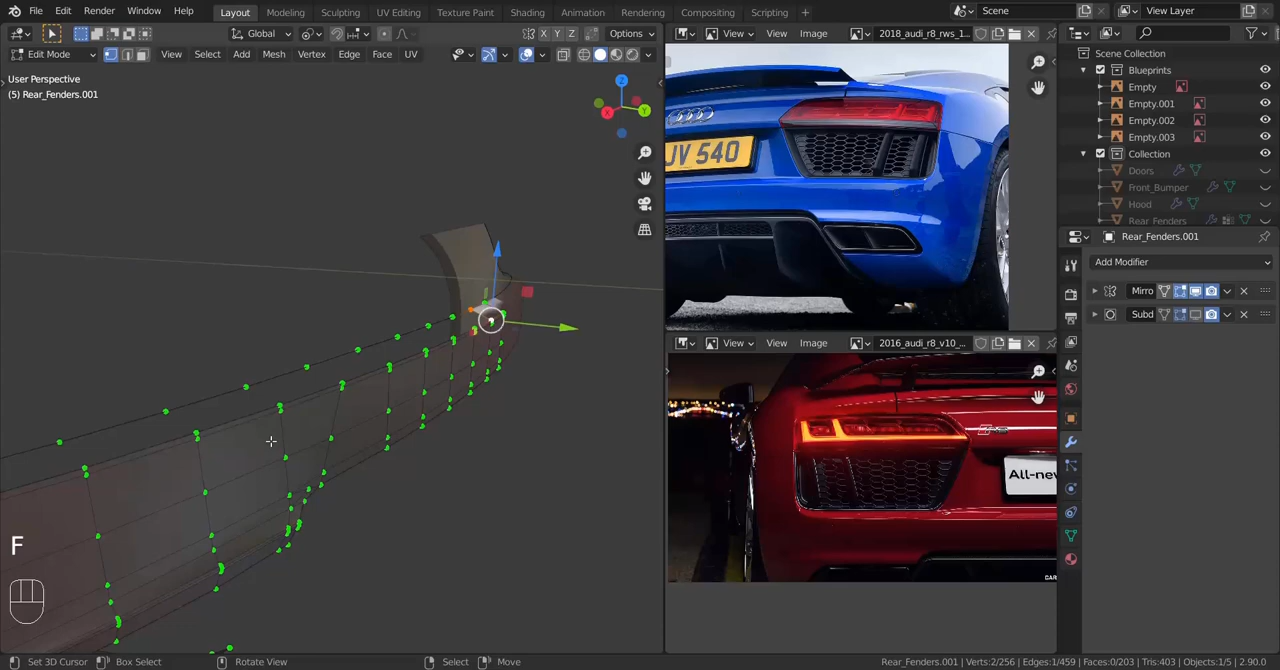 File Edit Render Window Help Layout Modeling Sculpting UV Editing Texture Paint Shading Animation Rendering Compositing Scripting + Scene View Layer
Global X Y Z Options View Image 2018_audi_r8_rws_1...
Edit Mode View Select Add Mesh Vertex Edge Face UV
User Perspective
(5) Rear_Fenders.001
Z
X
Y
JV 540
Scene Collection
Blueprints
Empty
Empty.001
Empty.002
Empty.003
Collection
Doors
Front_Bumper
Hood
Rear_Fenders
Rear_Fenders.001
Add Modifier
Mirro
Subd
View View Image 2016_audi_r8_v10_...
All-new
CAR
F
Set 3D Cursor Box Select Rotate View Select Move Rear_Fenders.001 | Verts:2/256 | Edges:1/459 | Faces:0/203 | Tris:403 | Objects:1/5 | 2.90.0